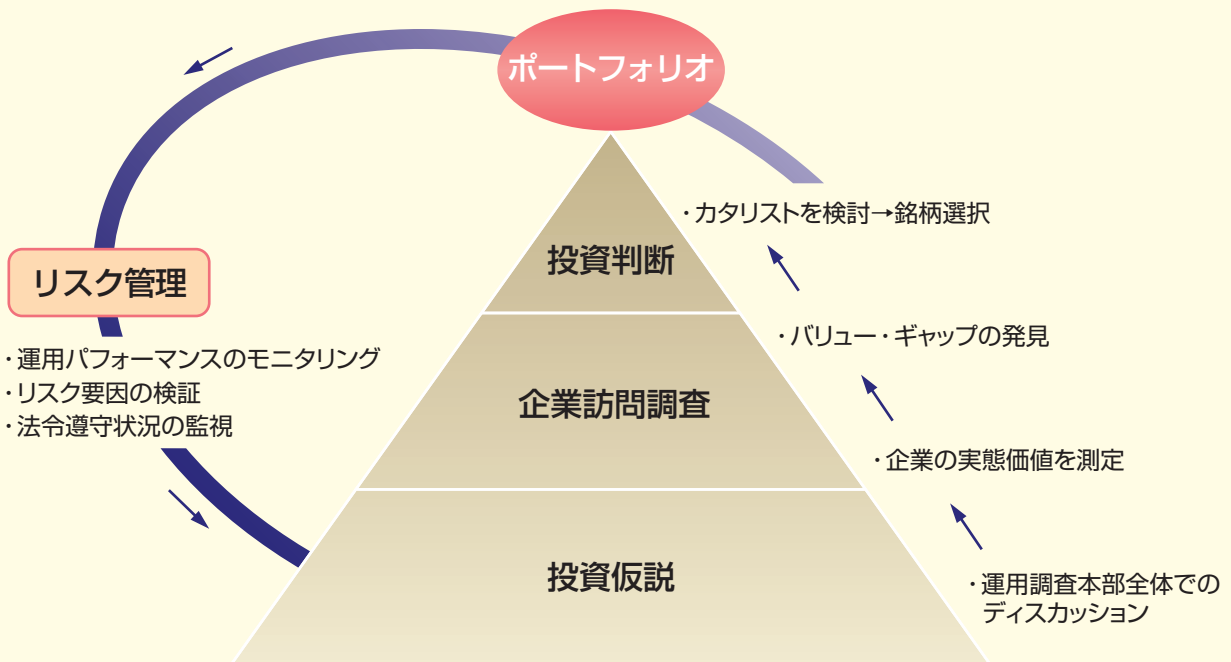 ポートフォリオ
・カタリストを検討→銘柄選択
投資判断
リスク管理
・バリュー・ギャップの発見
・運用パフォーマンスのモニタリング
・リスク要因の検証
・法令遵守状況の監視
企業訪問調査
・企業の実態価値を測定
投資仮説
・運用調査本部全体での
ディスカッション